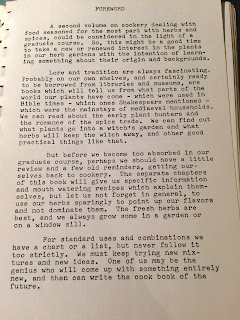 FOREWORD
A second volume on cookery dealing with
food seasoned for the most part with herbs and
spices, could be considered in the light of a
graduate course. So, this might be a good time
to take a new or renewed interest in the plants
in our herb gardens with the intention of learn-
ing something about their origin and backgrounds.
Lore and tradition are always fascinating.
Probably on our own shelves, and certainly ready
to be borrowed from libraries and museums, are
books which will tell us from what parts of the
world our plants have come - which were used in
Bible times - which ones Shakespeare mentioned -
which were the mainstays of medieval households.
We can read about the early plant hunters and
the romance of the spice trade. We can find out
what plants go into a witch's garden and what
herbs will keep the witch away, and other good
practical things like that.
But before we become too absorbed in our
graduate course, perhaps we should have a little
review and a few old reminders, getting our-
selves back to cookery. The separate chapters
of this book will give us specific information
and mouth watering recipes which explain them-
selves, but let us not forget in general, to
use our herbs sparingly to point up our flavors
and not dominate them. The fresh herbs are
best, and we always grow some in a garden or
on a window sill.
For standard uses and combinations we
have a chart or a list, but never follow it
too strictly. We must keep trying new mix-
tures and new ideas. One of us may be the
genius who will come up with something entirely
new, and then can write the cook book of the
future.